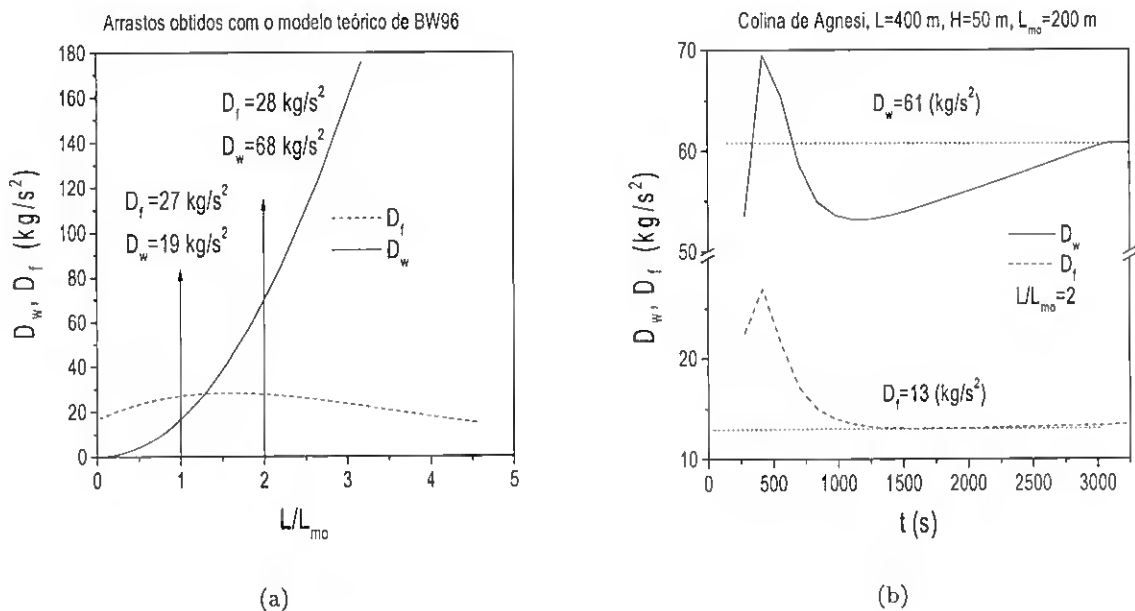 Arrastos obtidos com o modelo teórico de BW96
D_w, D_f (kg/s²)
180
160
140
120
100
80
60
40
20
0
D_f=28 kg/s²
D_w=68 kg/s²
D_f=27 kg/s²
D_w=19 kg/s²
D_f
D_w
0 1 2 3 4 5
L/L_mo
(a)
Colina de Agnesi, L=400 m, H=50 m, L_mo=200 m
D_w, D_f (kg/s²)
70
60
50
20
10
D_w=61 (kg/s²)
D_w
D_f
L/L_mo=2
D_f=13 (kg/s²)
0 500 1000 1500 2000 2500 3000
t (s)
(b)